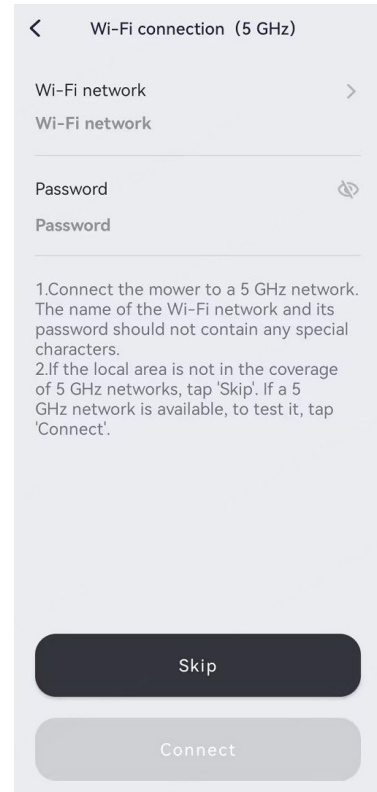 Wi-Fi connection（5 GHz）
Wi-Fi network
Wi-Fi network
Password
Password
1.Connect the mower to a 5 GHz network.
The name of the Wi-Fi network and its
password should not contain any special
characters.
2.If the local area is not in the coverage
of 5 GHz networks, tap 'Skip'. If a 5
GHz network is available, to test it, tap
'Connect'.
Skip
Connect